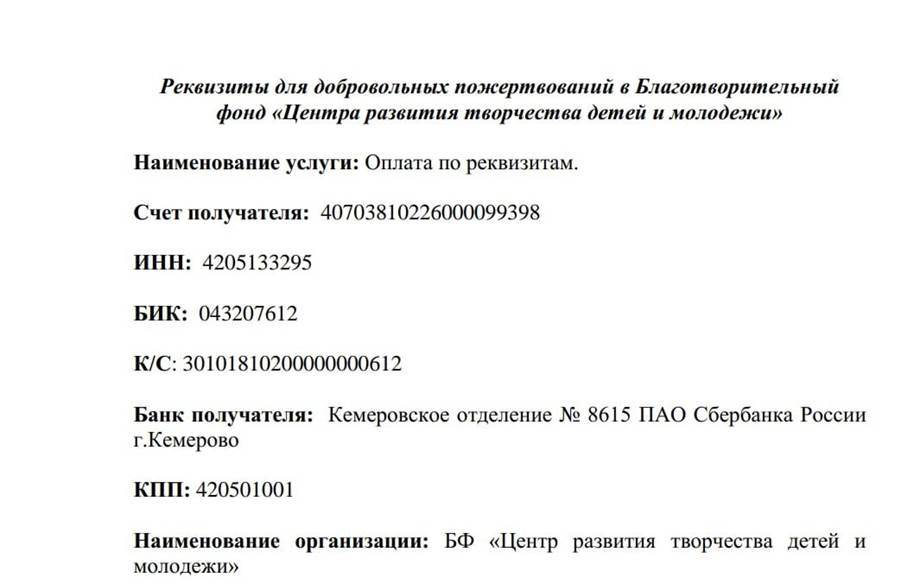 Реквизиты для добровольных пожертвований в Благотворительный
фонд «Центра развития творчества детей и молодежи»
Наименование услуги: Оплата по реквизитам.
Счет получателя: 40703810226000099398
ИНН: 4205133295
БИК: 043207612
К/С: 30101810200000000612
Банк получателя: Кемеровское отделение № 8615 ПАО Сбербанка России
г.Кемерово
КПП: 420501001
Наименование организации: БФ «Центр развития творчества детей и
молодежи»